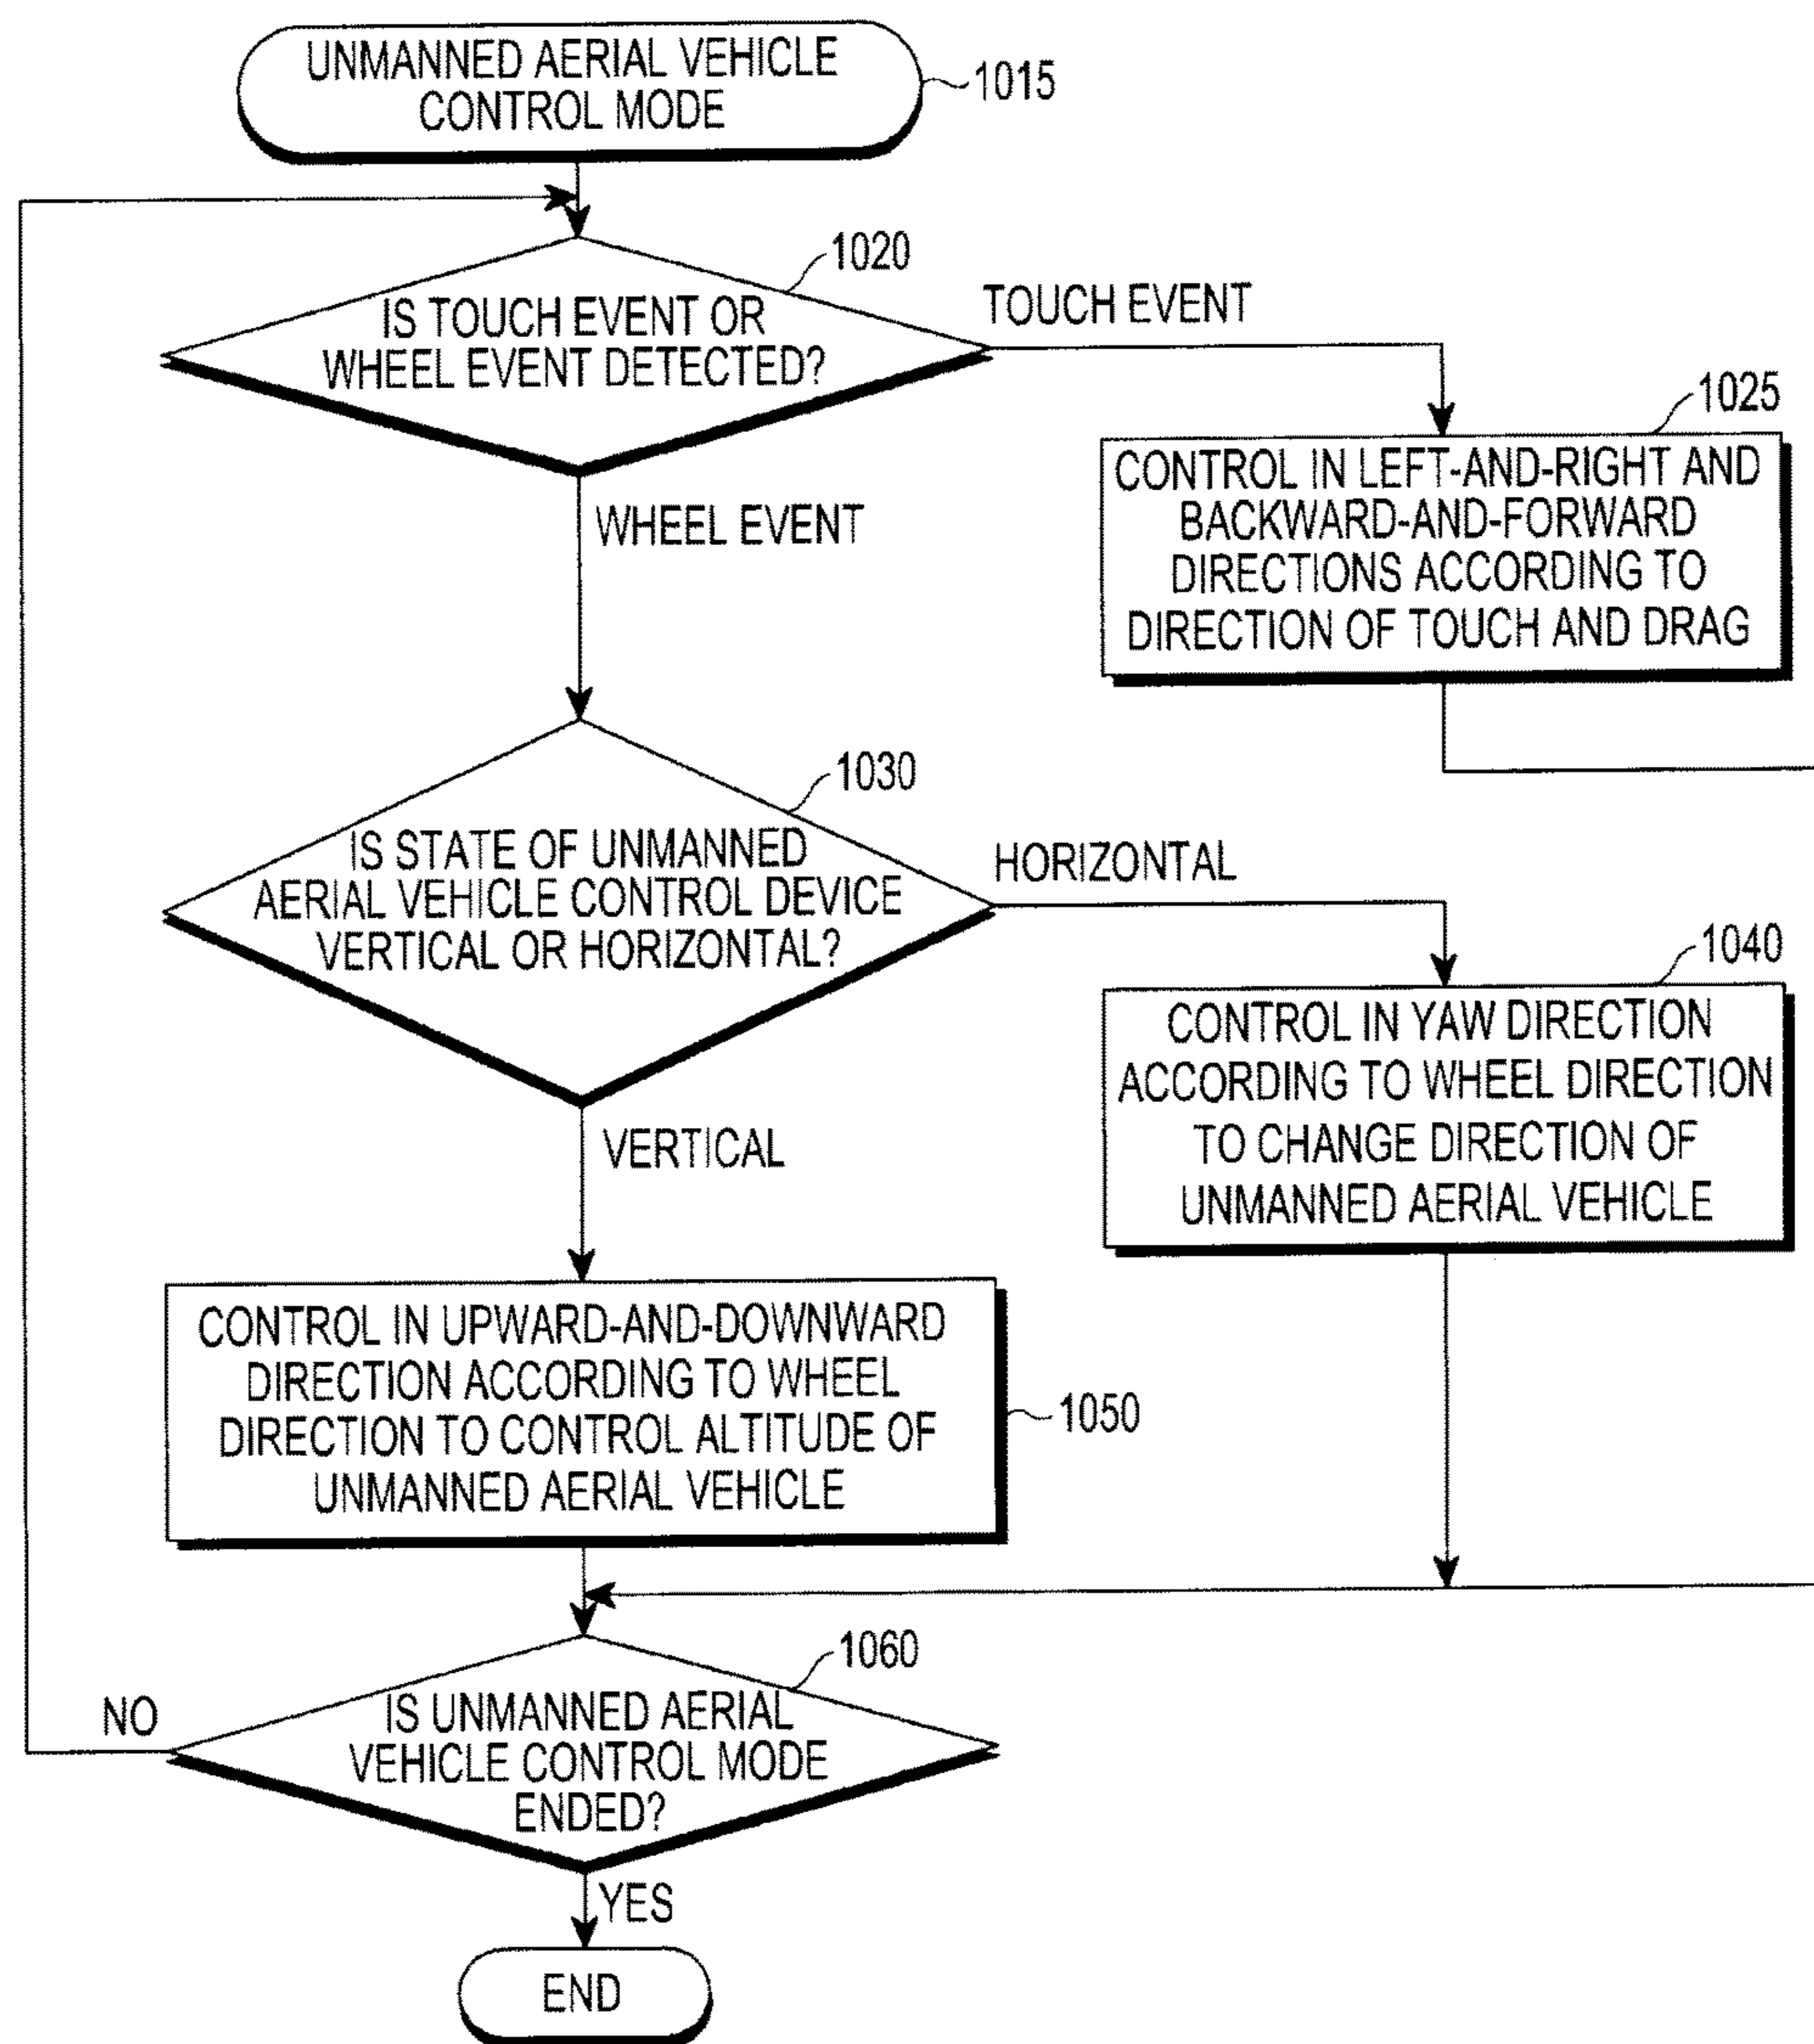 UNMANNED AERIAL VEHICLE
CONTROL MODE
1015
1020
IS TOUCH EVENT OR
WHEEL EVENT DETECTED?
TOUCH EVENT
1025
CONTROL IN LEFT-AND-RIGHT AND
BACKWARD-AND-FORWARD
DIRECTIONS ACCORDING TO
DIRECTION OF TOUCH AND DRAG
WHEEL EVENT
1030
IS STATE OF UNMANNED
AERIAL VEHICLE CONTROL DEVICE
VERTICAL OR HORIZONTAL?
HORIZONTAL
1040
CONTROL IN YAW DIRECTION
ACCORDING TO WHEEL DIRECTION
TO CHANGE DIRECTION OF
UNMANNED AERIAL VEHICLE
VERTICAL
CONTROL IN UPWARD-AND-DOWNWARD
DIRECTION ACCORDING TO WHEEL
DIRECTION TO CONTROL ALTITUDE OF
UNMANNED AERIAL VEHICLE
1050
1060
IS UNMANNED AERIAL
VEHICLE CONTROL MODE
ENDED?
NO
YES
END